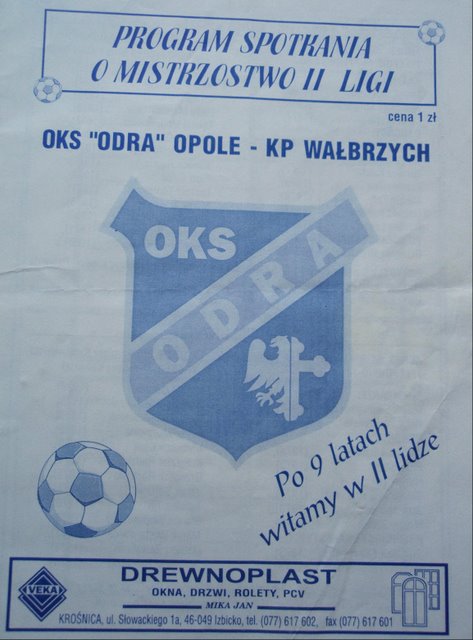 PROGRAM SPOTKANIA
O MISTRZOSTWO II LIGI
cena 1 zł
OKS "ODRA" OPOLE - KP WAŁBRZYCH
OKS
ODRA
Po 9 latach
witamy w II lidze
VEKA
DREWNOPLAST
OKNA, DRZWI, ROLETY, PCV
MIKA JAN
KROŚNICA, ul. Słowackiego 1a, 46-049 Izbicko, tel. (077) 617 602, fax (077) 617 601